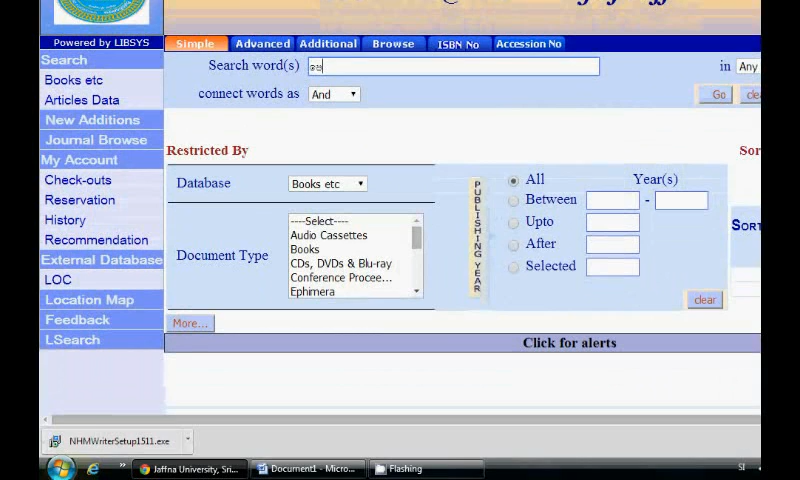 Powered by LIBSYS
Simple Advanced Additional Browse ISBN No Accession No
Search
Search word(s)
in Any
Books etc
connect words as And
Go
Articles Data
New Additions
Journal Browse
Restricted By
My Account
Check-outs
Database Books etc
All Year(s)
Reservation
Between -
History
----Select----
Upto
Audio Cassettes
Recommendation
Books
After
Document Type
CDs, DVDs & Blu-ray
External Database
Conference Procee...
Selected
LOC
Ephimera
PUBLISHING YEAR
Location Map
clear
Feedback
More...
LSearch
Click for alerts
NHMWriterSetup1511.exe
Jaffna University, Sri... Document1 - Micro... Flashing
SI